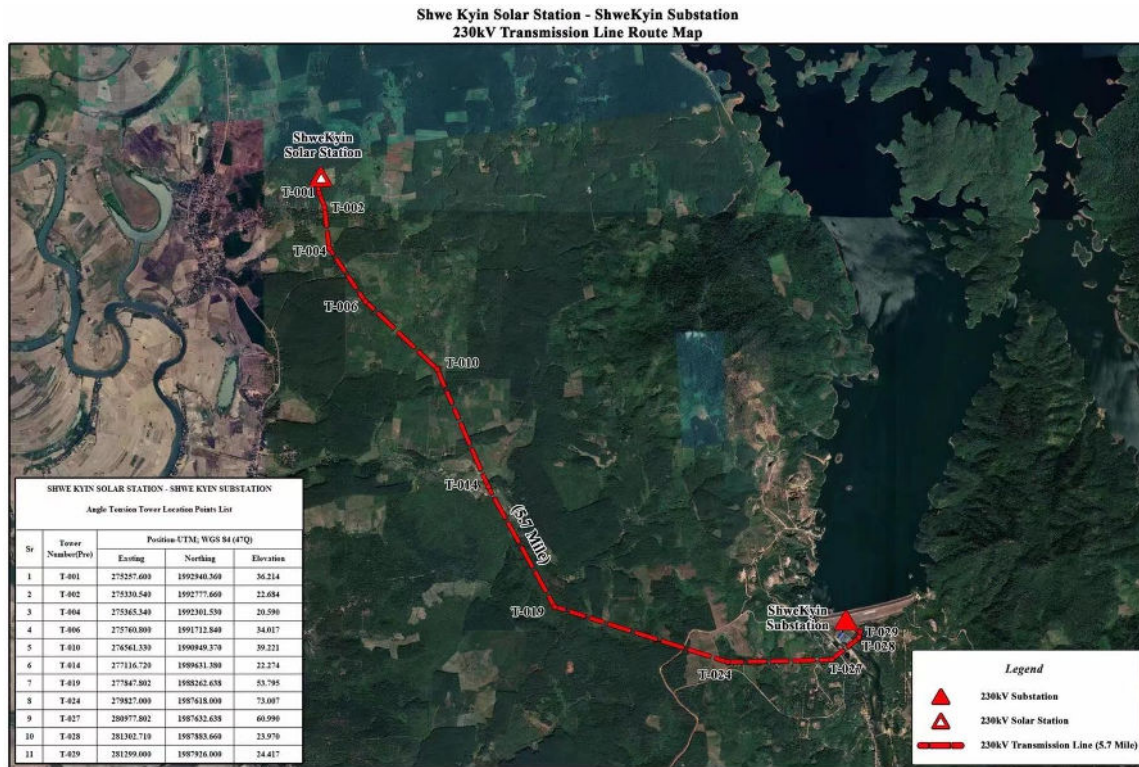 Shwe Kyin Solar Station - ShweKyin Substation
230kV Transmission Line Route Map
ShweKyin
Solar Station
T-001
T-002
T-004
T-006
T-010
T-014
(5.7 Mile)
T-019
ShweKyin
Substation
T-029
T-028
T-027
T-024
SHWE KYIN SOLAR STATION - SHWE KYIN SUBSTATION
Angle Tension Tower Location Points List
Sr Tower Number(Pre) Position-UTM; WGS 84 (47Q)
Easting Northing Elevation
1 T-001 275257.600 1992940.360 36.214
2 T-002 275330.540 1992777.660 22.684
3 T-004 275365.340 1992301.530 20.590
4 T-006 275760.800 1991712.840 34.017
5 T-010 276561.330 1990949.370 39.221
6 T-014 277116.720 1989631.380 22.274
7 T-019 277847.802 1988262.638 53.795
8 T-024 279827.000 1987618.000 73.007
9 T-027 280977.802 1987632.638 60.990
10 T-028 281302.710 1987883.660 23.970
11 T-029 281299.000 1987926.000 24.417
Legend
230kV Substation
230kV Solar Station
230kV Transmission Line (5.7 Mile)